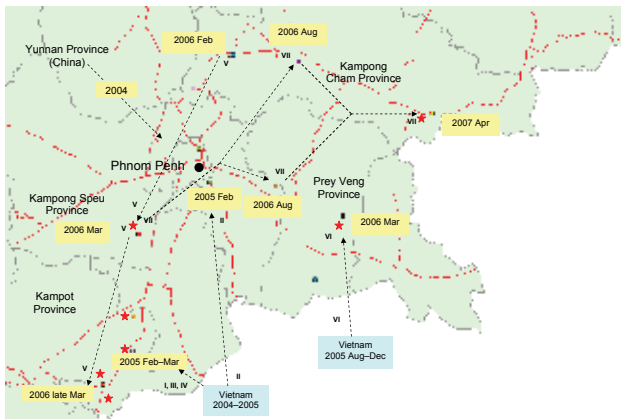 2006 Feb
2006 Aug
Yunnan Province
(China)
V
VII
Kampong
Cham Province
2004
VII
2007 Apr
Phnom Penh
VII
Prey Veng
Province
Kampong Speu
Province
2005 Feb
2006 Aug
V
VII
2006 Mar
V
2006 Mar
VI
Kampot
Province
VI
Vietnam
2005 Aug–Dec
2005 Feb–Mar
V
II
I, III, IV
2006 late Mar
Vietnam
2004–2005